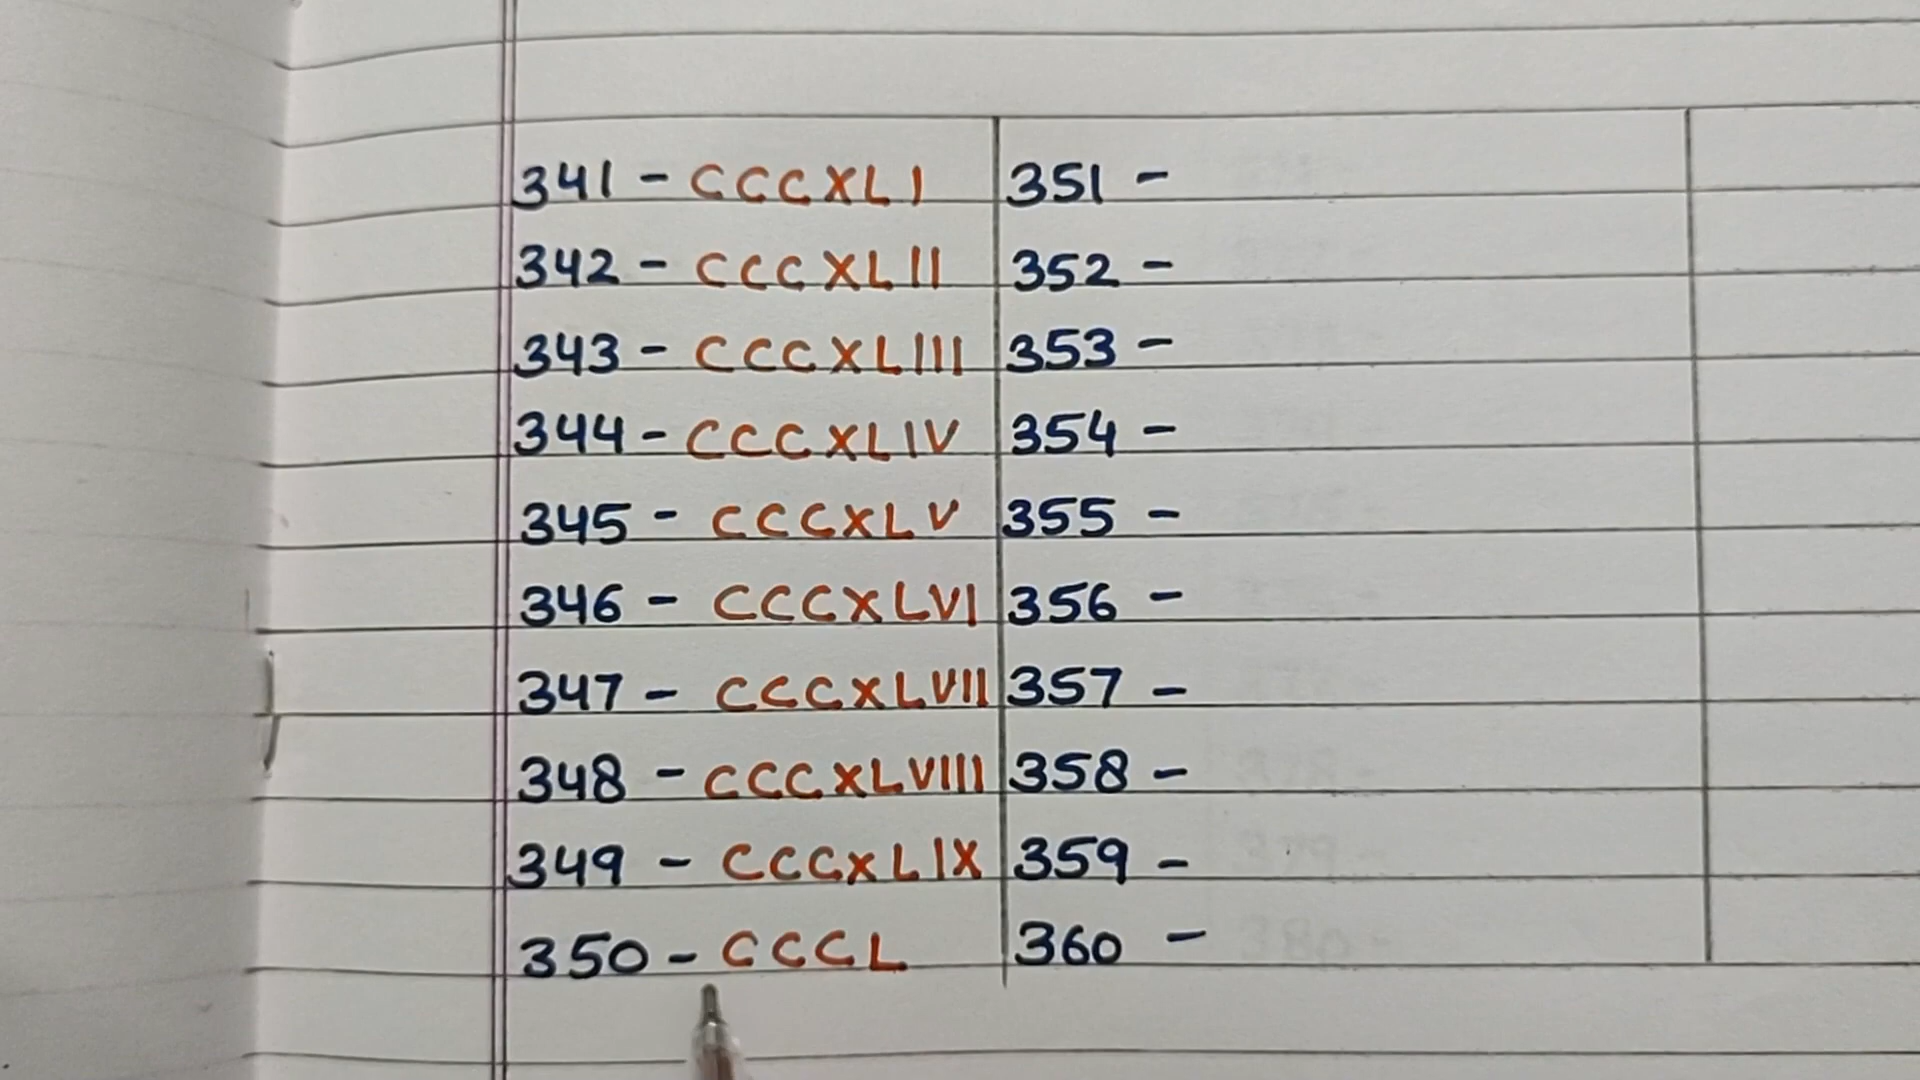 341 - CCCXLI
342 - CCCXLII
343 - CCCXLIII
344 - CCCXLIV
345 - CCCXLV
346 - CCCXLVI
347 - CCCXLVII
348 - CCCXLVIII
349 - CCCXLIX
350 - CCCL
351 -
352 -
353 -
354 -
355 -
356 -
357 -
358 -
359 -
360 -